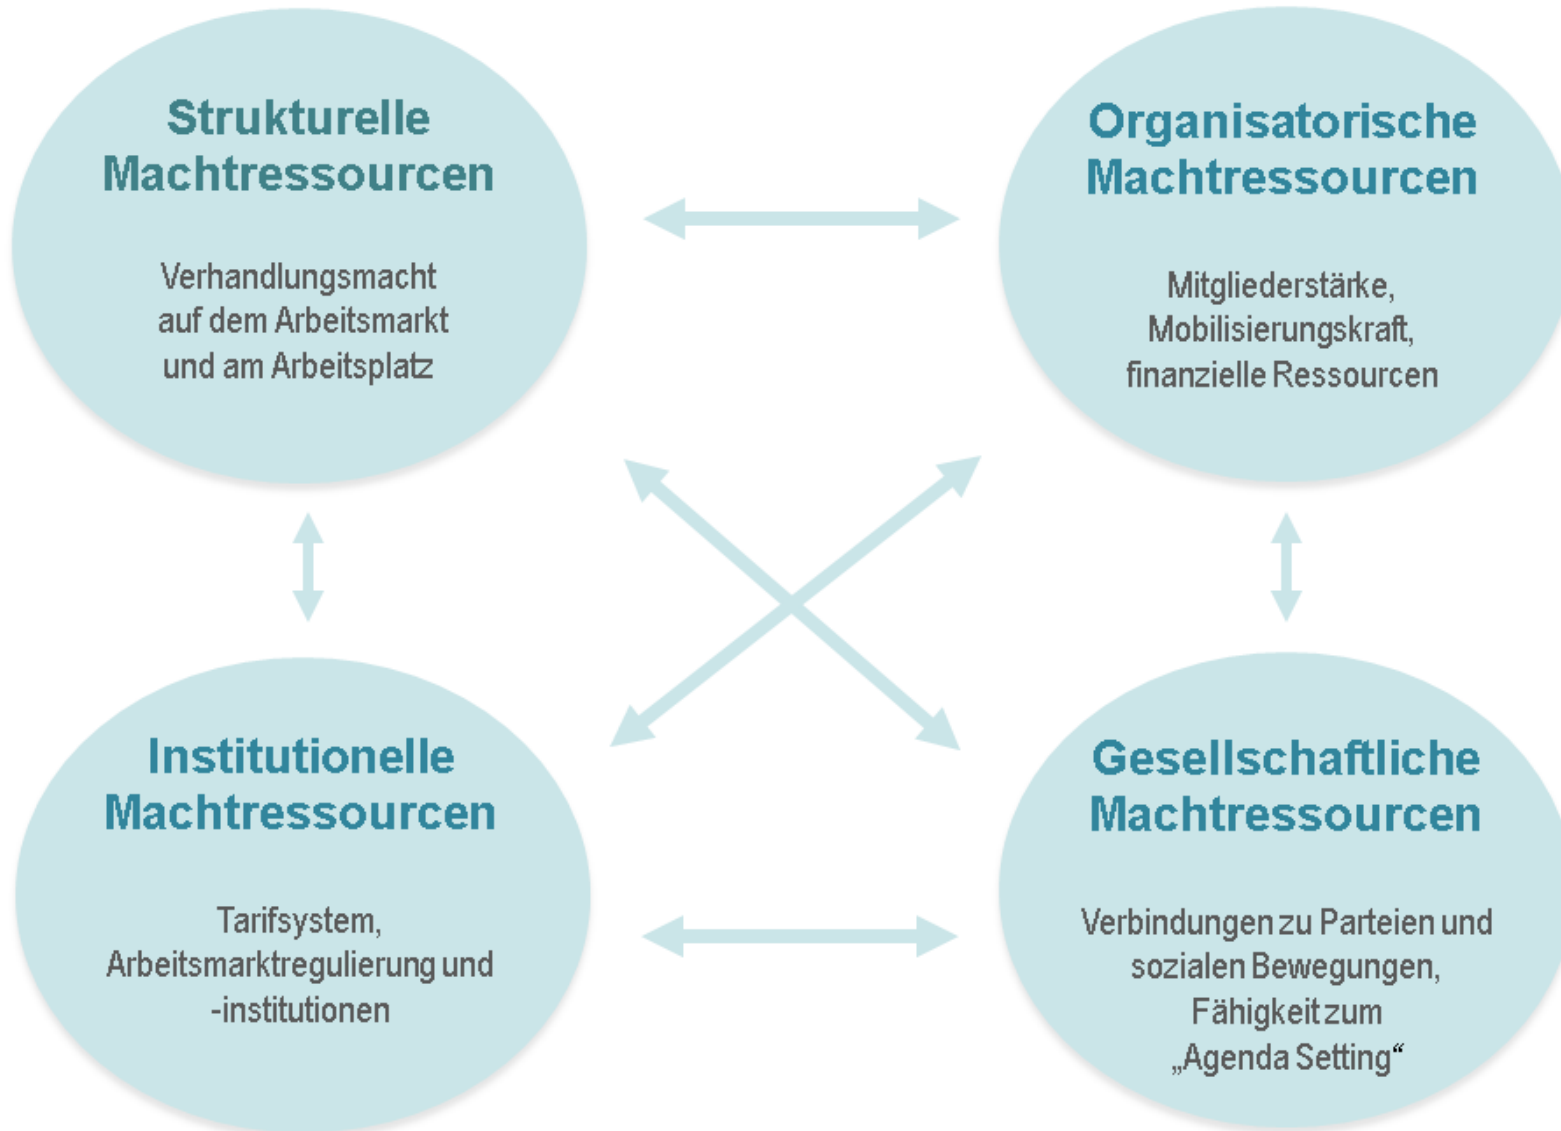 Strukturelle
Machtressourcen
Verhandlungsmacht
auf dem Arbeitsmarkt
und am Arbeitsplatz
Organisatorische
Machtressourcen
Mitgliederstärke,
Mobilisierungskraft,
finanzielle Ressourcen
Institutionelle
Machtressourcen
Tarifsystem,
Arbeitsmarktregulierung und
-institutionen
Gesellschaftliche
Machtressourcen
Verbindungen zu Parteien und
sozialen Bewegungen,
Fähigkeit zum
„Agenda Setting“